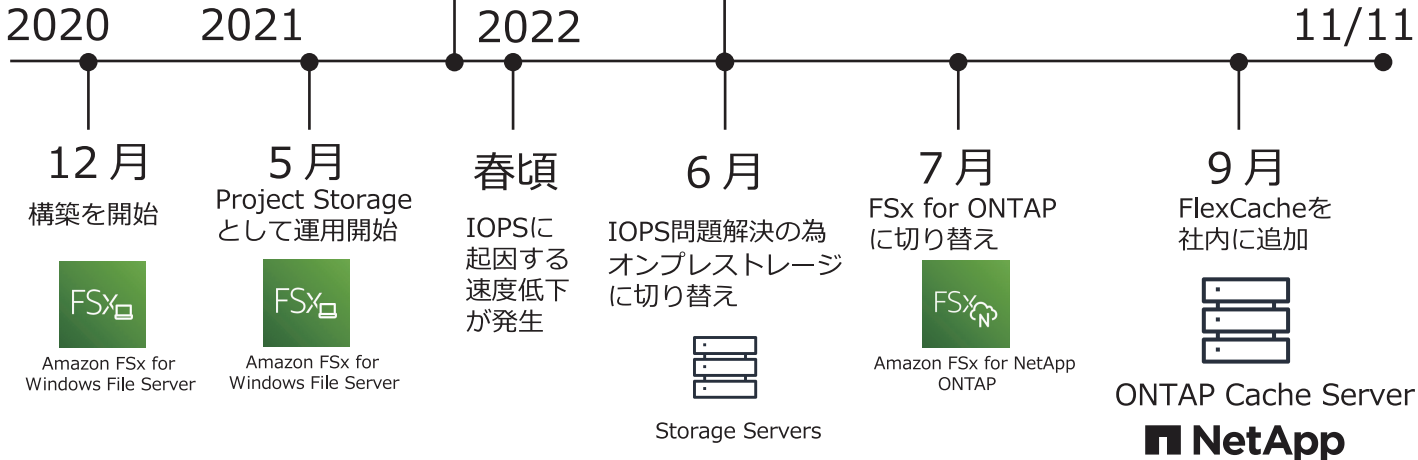 2020
2021
2022
11/11
12月
構築を開始
FSx
Amazon FSx for
Windows File Server
5月
Project Storage
として運用開始
FSx
Amazon FSx for
Windows File Server
春頃
IOPSに
起因する
速度低下
が発生
6月
IOPS問題解決の為
オンプレストレージ
に切り替え
Storage Servers
7月
FSx for ONTAP
に切り替え
FSx
N
Amazon FSx for NetApp
ONTAP
9月
FlexCacheを
社内に追加
ONTAP Cache Server
NetApp